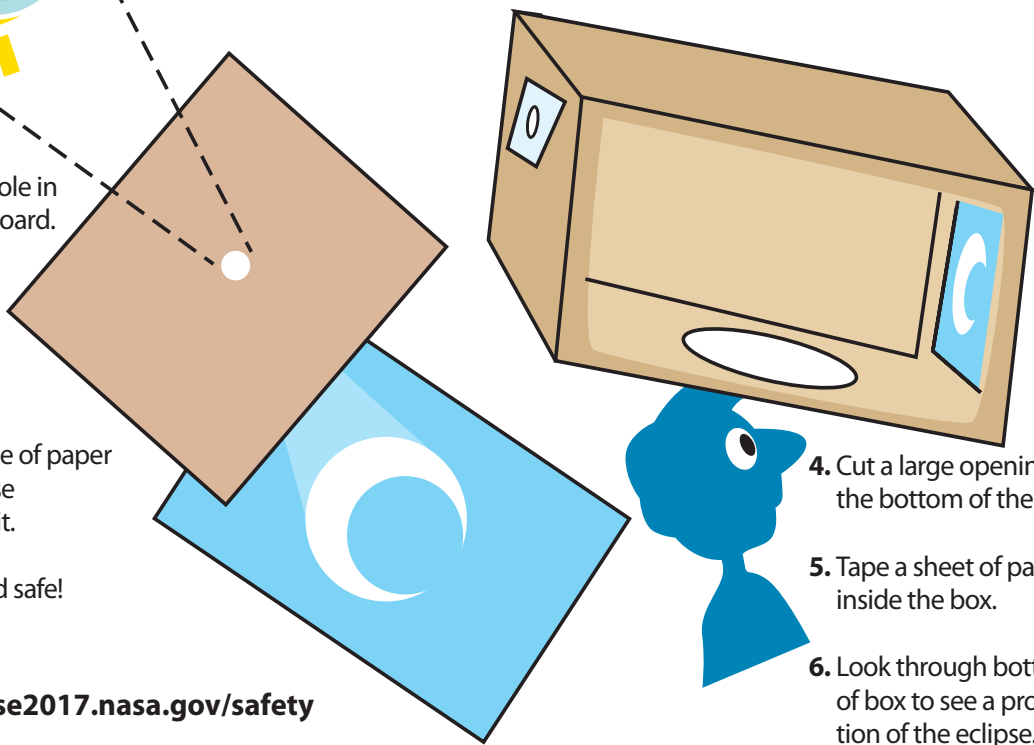 ole in
oard.
e of paper
se
it.
d safe!
se2017.nasa.gov/safety
4. Cut a large openin
the bottom of the
5. Tape a sheet of pa
inside the box.
6. Look through bott
of box to see a pro
tion of the eclipse.